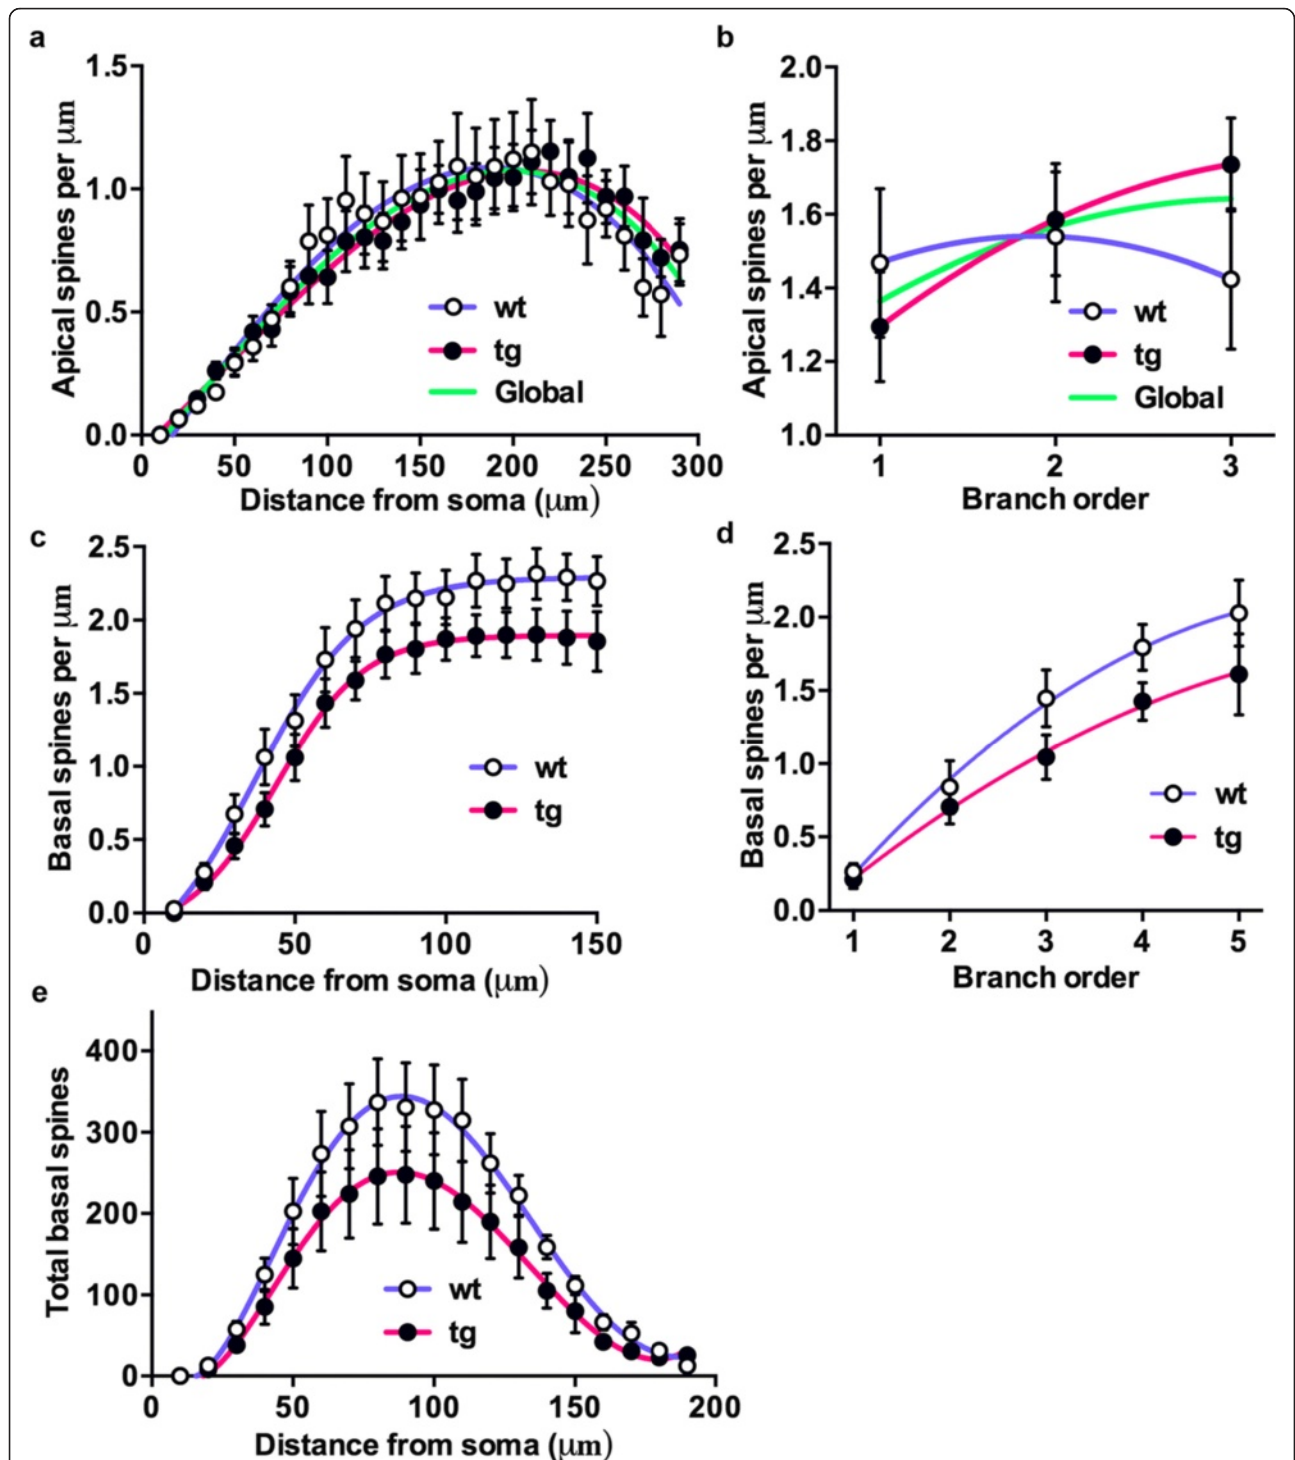 a
Apical spines per μm
1.5
1.0
0.5
0.0
wt
tg
Global
0 50 100 150 200 250 300
Distance from soma (μm)
b
Apical spines per μm
2.0
1.8
1.6
1.4
1.2
1.0
wt
tg
Global
1 2 3
Branch order
c
Basal spines per μm
2.5
2.0
1.5
1.0
0.5
0.0
wt
tg
0 50 100 150
Distance from soma (μm)
d
Basal spines per μm
2.5
2.0
1.5
1.0
0.5
0.0
wt
tg
1 2 3 4 5
Branch order
e
Total basal spines
400
300
200
100
0
wt
tg
0 50 100 150 200
Distance from soma (μm)